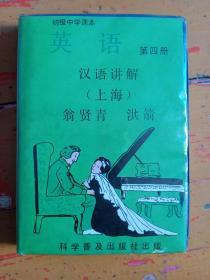 初级中学课本
英语 第四册
汉语讲解
（上海）
翁贤青 洪箭
科学普及出版社出版